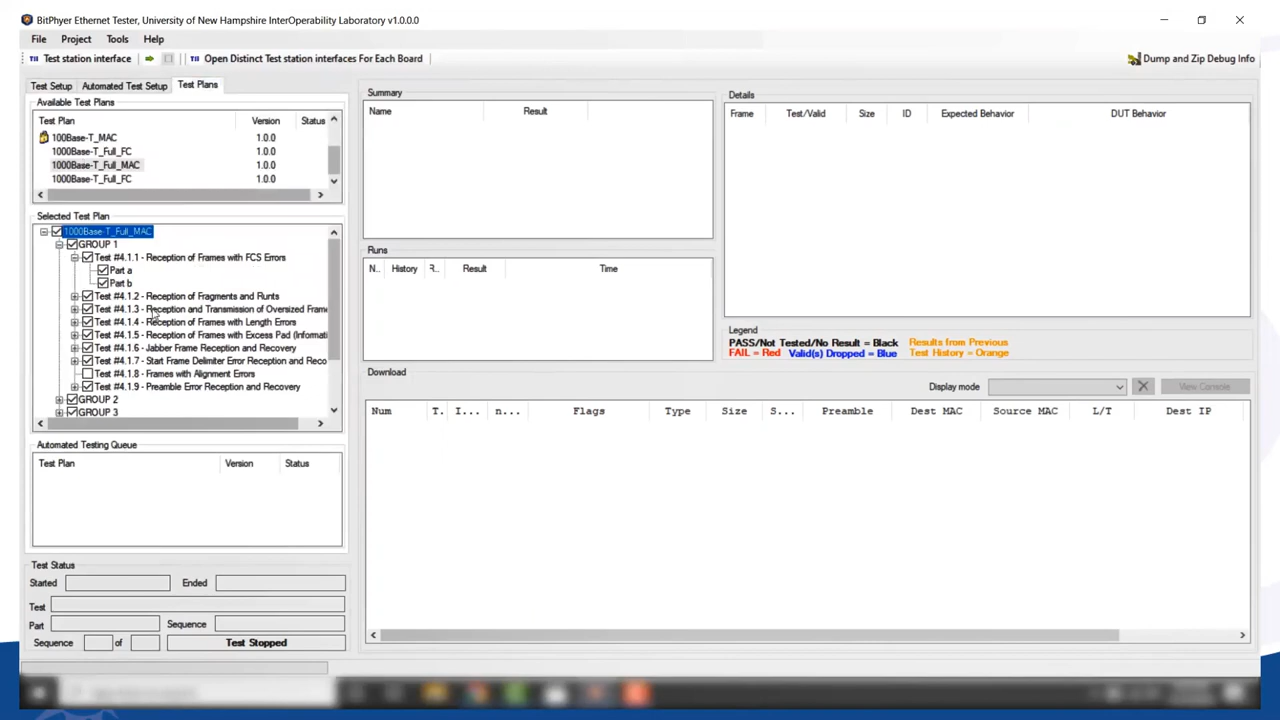 BitPhyer Ethernet Tester, University of New Hampshire InterOperability Laboratory v1.0.0.0
File Project Tools Help
Test station interface Open Distinct Test station interfaces For Each Board Dump and Zip Debug Info
Test Setup Automated Test Setup Test Plans
Available Test Plans
Test Plan Version Status
100Base-T_MAC 1.0.0
1000Base-T_Full_FC 1.0.0
1000Base-T_Full_MAC 1.0.0
1000Base-T_Full_FC 1.0.0
Selected Test Plan
1000Base-T_Full_MAC
GROUP 1
Test #4.1.1 - Reception of Frames with FCS Errors
Part a
Part b
Test #4.1.2 - Reception of Fragments and Runts
Test #4.1.3 - Reception and Transmission of Oversized Frame
Test #4.1.4 - Reception of Frames with Length Errors
Test #4.1.5 - Reception of Frames with Excess Pad (Informati
Test #4.1.6 - Jabber Frame Reception and Recovery
Test #4.1.7 - Start Frame Delimiter Error Reception and Reco
Test #4.1.8 - Frames with Alignment Errors
Test #4.1.9 - Preamble Error Reception and Recovery
GROUP 2
GROUP 3
Automated Testing Queue
Test Plan Version Status
Test Status
Started Ended
Test
Part Sequence
Sequence of Test Stopped
Summary
Name Result
Runs
N.. History R.. Result Time
Details
Frame Test/Valid Size ID Expected Behavior DUT Behavior
Legend
PASS/Not Tested/No Result = Black Results from Previous
FAIL = Red Valid(s) Dropped = Blue Test History = Orange
Download
Display mode View Console
Num T. I... n... Flags Type Size S... Preamble Dest MAC Source MAC L/T Dest IP